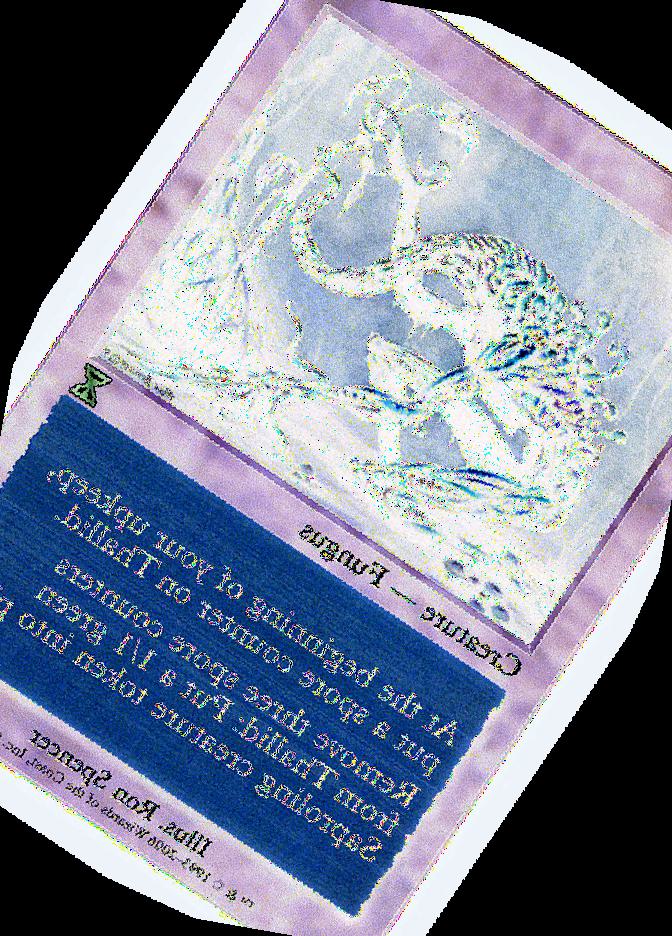 Creature — Fungus
At the beginning of your upkeep,
put a spore counter on Thallid.
Remove three spore counters
from Thallid: Put a 1/1 green
Saproling creature token into
Illus. Ron Spencer
™ & © 1993–2006 Wizards of the Coast, Inc.